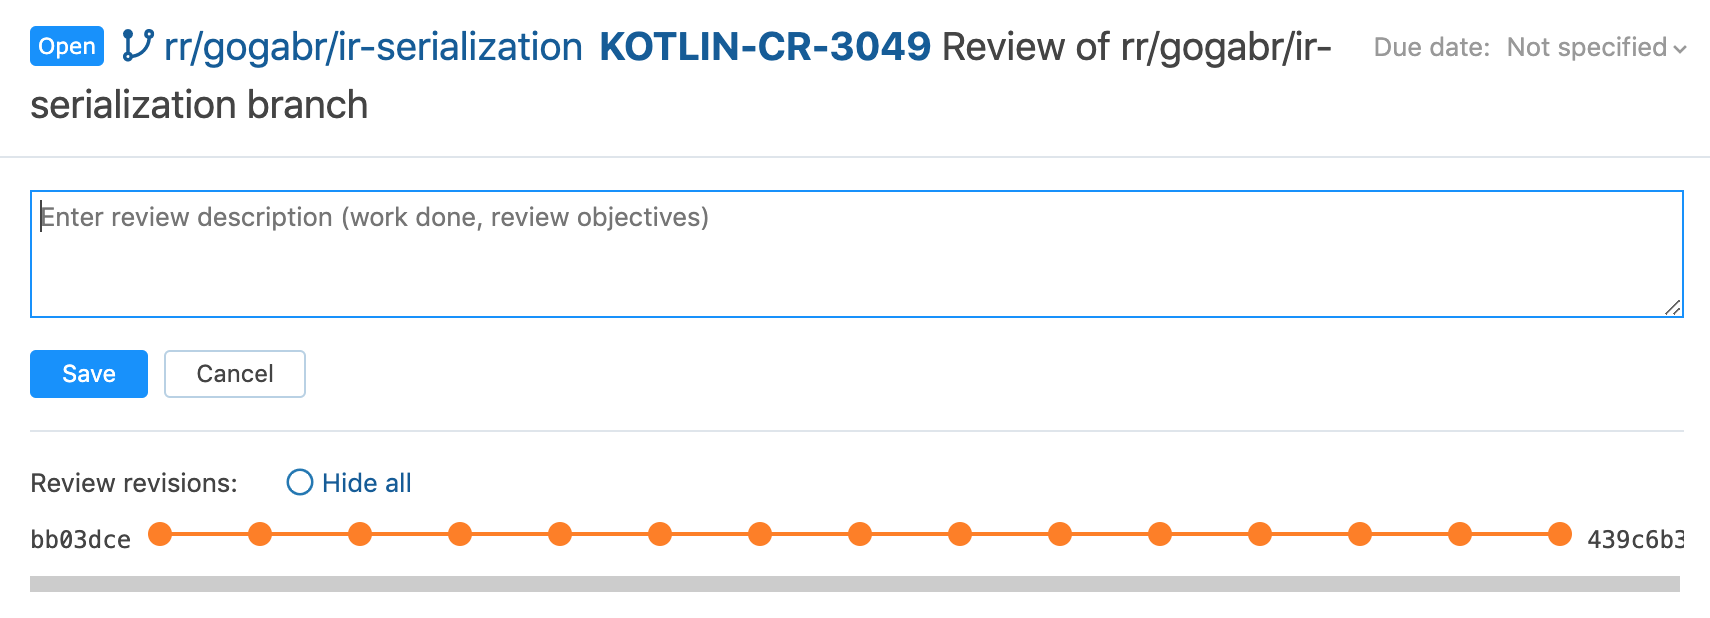 Open rr/gogabr/ir-serialization KOTLIN-CR-3049 Review of rr/gogabr/ir- Due date: Not specified
serialization branch
Enter review description (work done, review objectives)
Save Cancel
Review revisions: Hide all
bb03dce 439c6b3